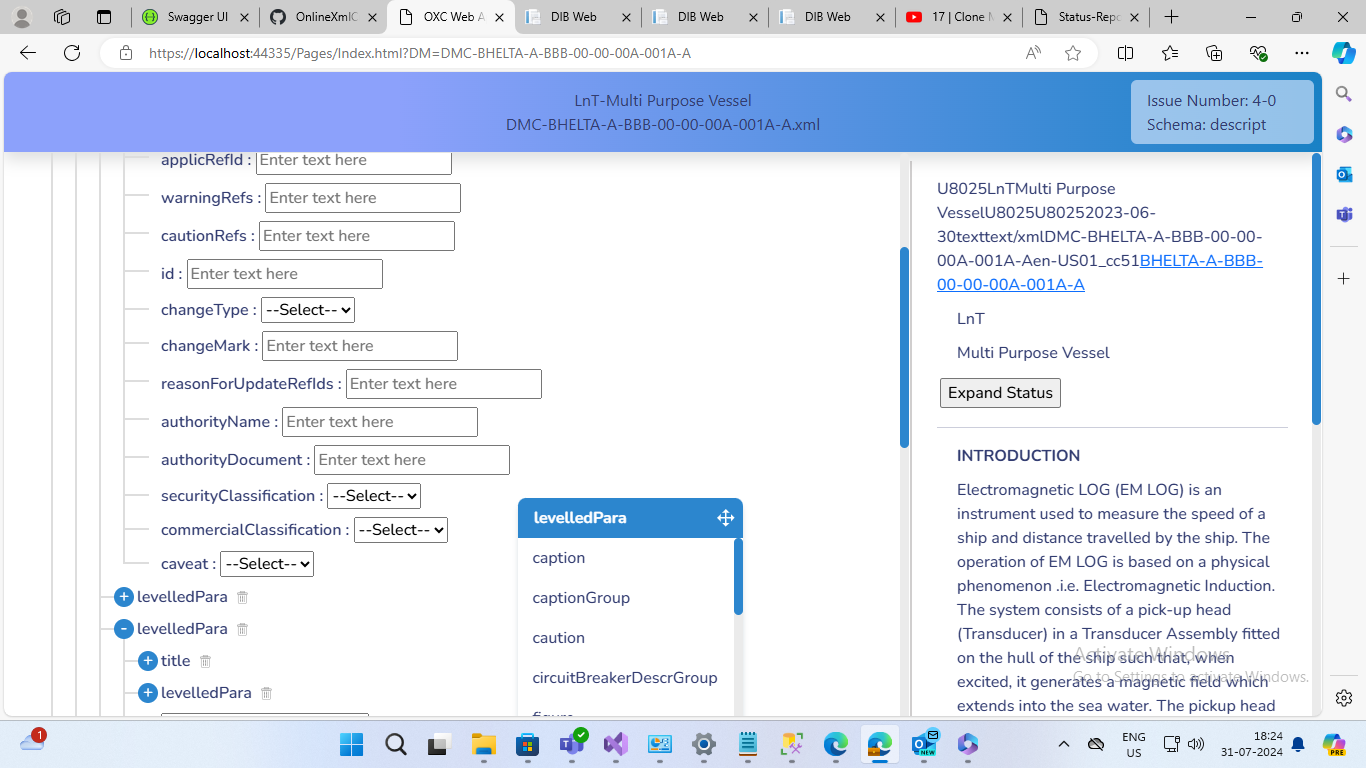 Swagger UI
OnlineXmlC
OXC Web A
DIB Web
DIB Web
DIB Web
17 | Clone M
Status-Repo
https://localhost:44335/Pages/Index.html?DM=DMC-BHELTA-A-BBB-00-00-00A-001A-A
LnT-Multi Purpose Vessel
DMC-BHELTA-A-BBB-00-00-00A-001A-A.xml
Issue Number: 4-0
Schema: descript
applicRefId : Enter text here
warningRefs : Enter text here
cautionRefs : Enter text here
id : Enter text here
changeType : --Select--
changeMark : Enter text here
reasonForUpdateRefIds : Enter text here
authorityName : Enter text here
authorityDocument : Enter text here
securityClassification : --Select--
commercialClassification : --Select--
caveat : --Select--
levelledPara
levelledPara
title
levelledPara
levelledPara
caption
captionGroup
caution
circuitBreakerDescrGroup
figure
U8025LnTMulti Purpose
VesselU8025U80252023-06-
30texttext/xmlDMC-BHELTA-A-BBB-00-00-
00A-001A-Aen-US01_cc51BHELTA-A-BBB-
00-00-00A-001A-A
LnT
Multi Purpose Vessel
Expand Status
INTRODUCTION
Electromagnetic LOG (EM LOG) is an
instrument used to measure the speed of a
ship and distance travelled by the ship. The
operation of EM LOG is based on a physical
phenomenon .i.e. Electromagnetic Induction.
The system consists of a pick-up head
(Transducer) in a Transducer Assembly fitted
on the hull of the ship such that, when
excited, it generates a magnetic field which
extends into the sea water. The pickup head
Activate Windows
Go to Settings to activate Windows.
1
NEW
ENG
US
18:24
31-07-2024
PRE